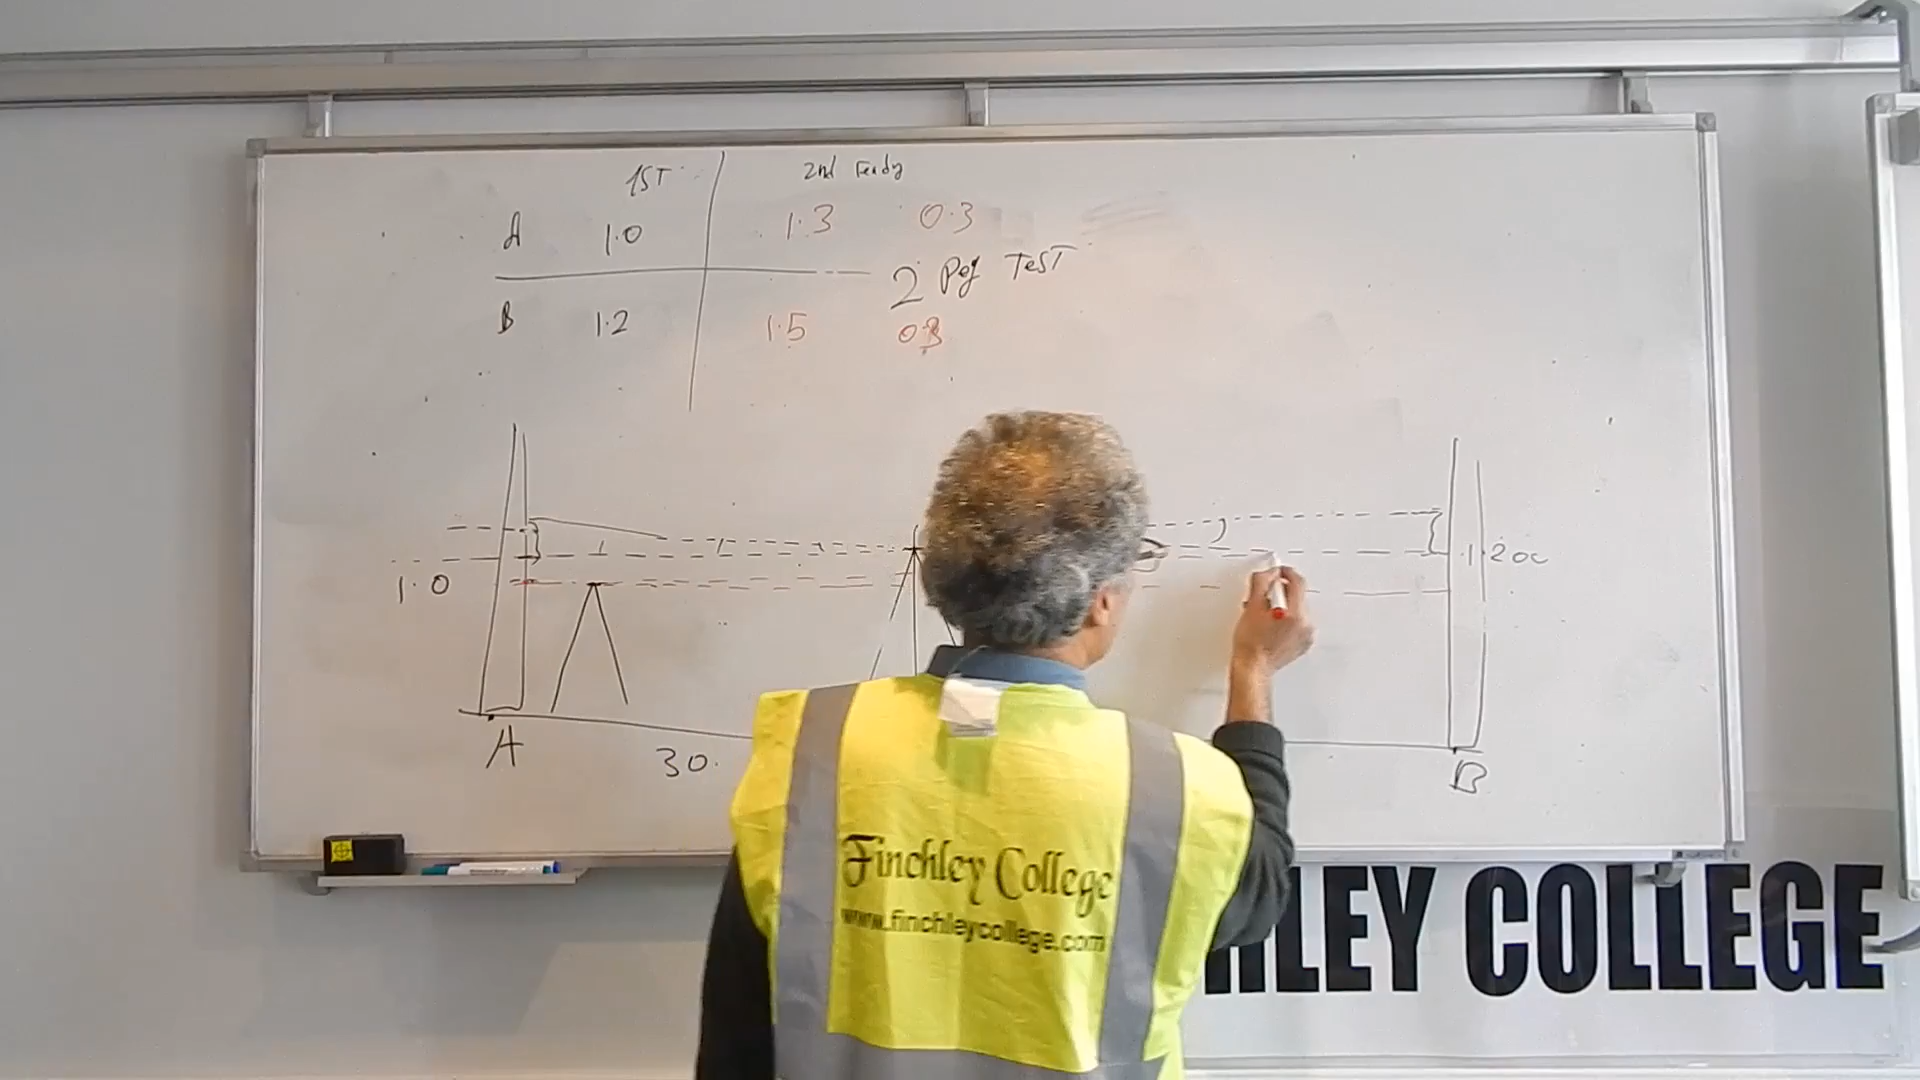 1ST 2nd Ready
A 1.0 1.3 0.3
2 Peg TEST
B 1.2 1.5 0.3
1.0
1.200
A
30.
B
Finchley College
www.finchleycollege.com
HLEY COLLEGE